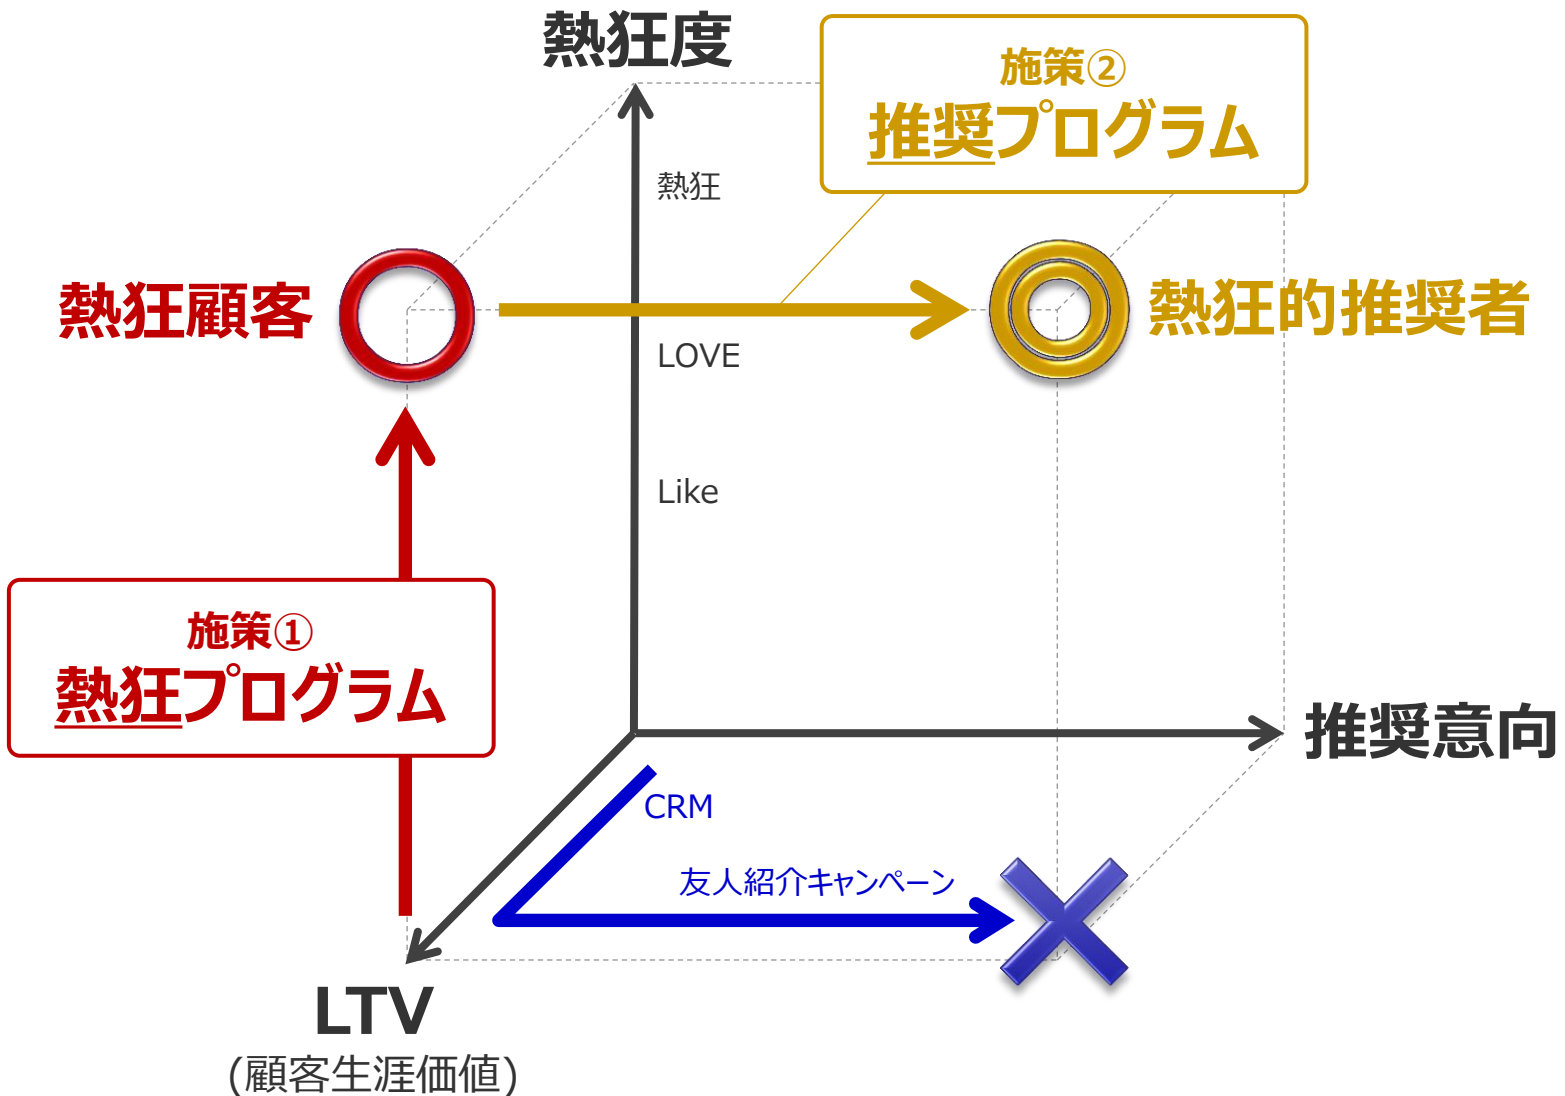 熱狂度
施策②
推奨プログラム
熱狂
熱狂顧客
熱狂的推奨者
LOVE
Like
施策①
熱狂プログラム
推奨意向
CRM
友人紹介キャンペーン
LTV
(顧客生涯価値)